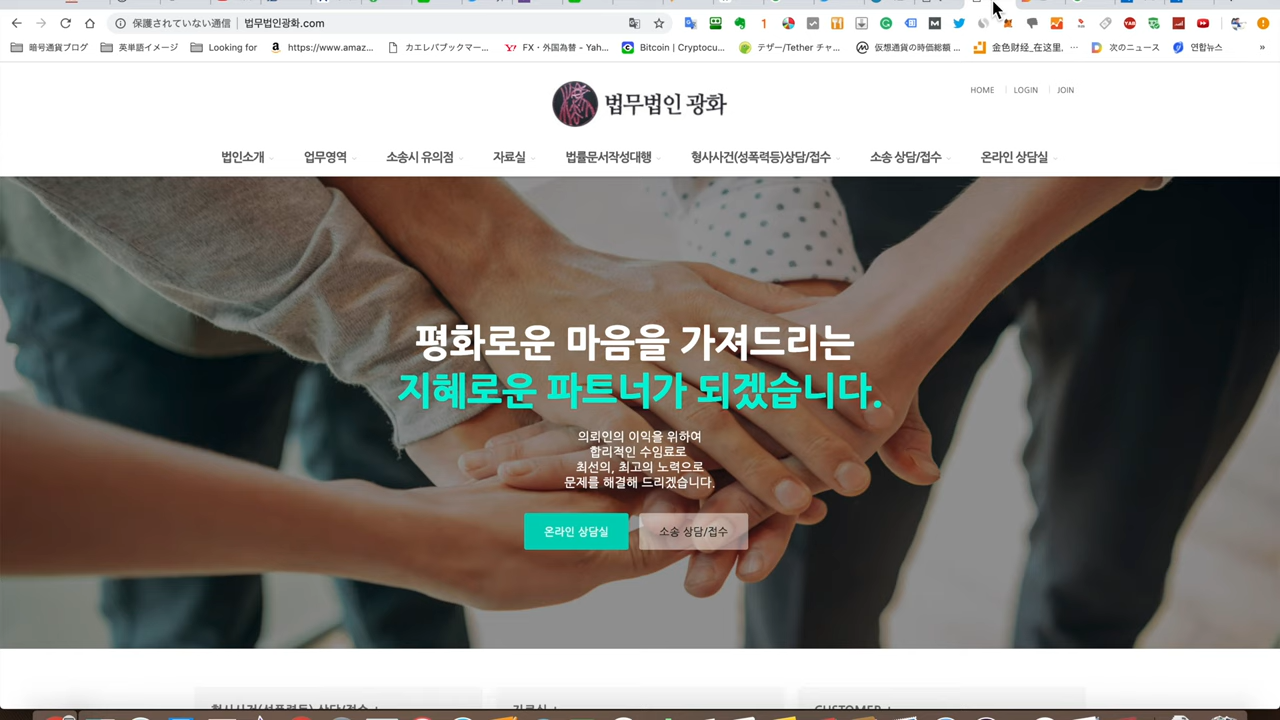 保護されていない通信 | 법무법인광화.com
暗号通貨ブログ 英単語イメージ Looking for https://www.amaz... カエレバブックマー... FX・外国為替 - Yah... Bitcoin | Cryptocu... テザー/Tether チャ... 仮想通貨の時価総額 ... 金色财经_在这里, ... 次のニュース 연합뉴스 »
법무법인 광화
HOME LOGIN JOIN
법인소개 업무영역 소송시 유의점 자료실 법률문서작성대행 형사사건(성폭력등)상담/접수 소송 상담/접수 온라인 상담실
평화로운 마음을 가져드리는
지혜로운 파트너가 되겠습니다.
의뢰인의 이익을 위하여
합리적인 수임료로
최선의, 최고의 노력으로
문제를 해결해 드리겠습니다.
온라인 상담실 소송 상담/접수